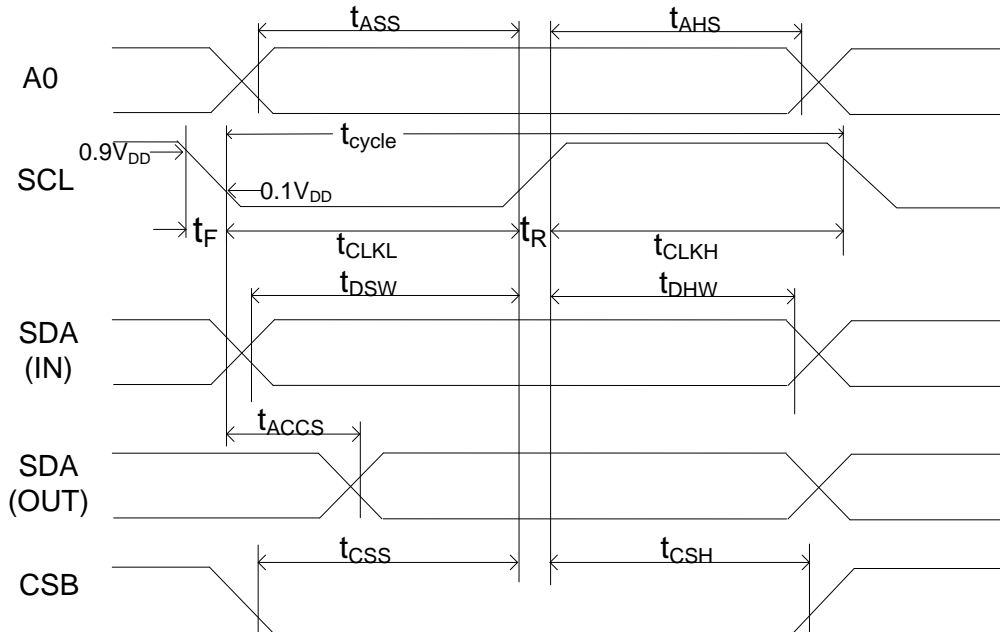 tASS
tAHS
A0
tcycle
0.9VDD
SCL
0.1VDD
tF
tCLKL
tR
tCLKH
tDSW
tDHW
SDA
(IN)
tACCS
SDA
(OUT)
tCSS
tCSH
CSB